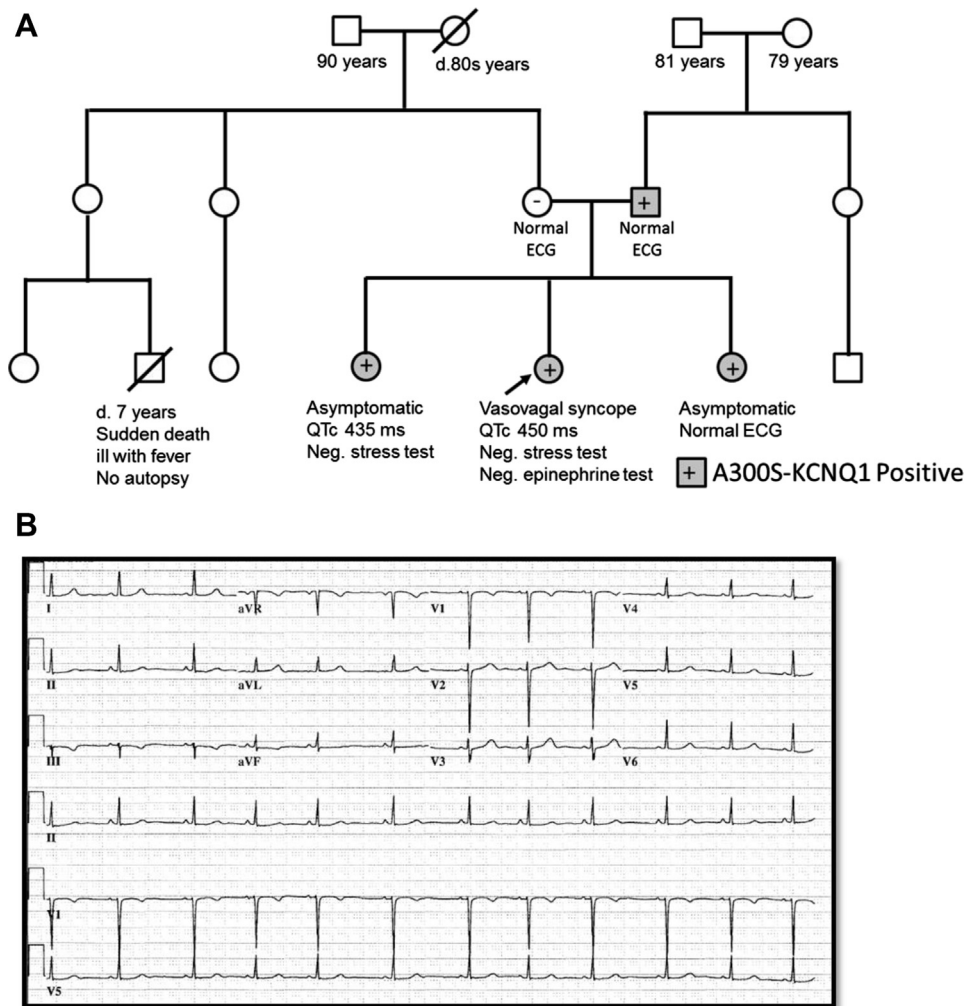 A
90 years
d.80s years
81 years
79 years
-
Normal
ECG
+
Normal
ECG
+
+
+
d. 7 years
Sudden death
ill with fever
No autopsy
Asymptomatic
QTc 435 ms
Neg. stress test
Vasovagal syncope
QTc 450 ms
Neg. stress test
Neg. epinephrine test
Asymptomatic
Normal ECG
+ A300S-KCNQ1 Positive
B
I
aVR
V1
V4
II
aVL
V2
V5
III
aVF
V3
V6
II
V1
V5